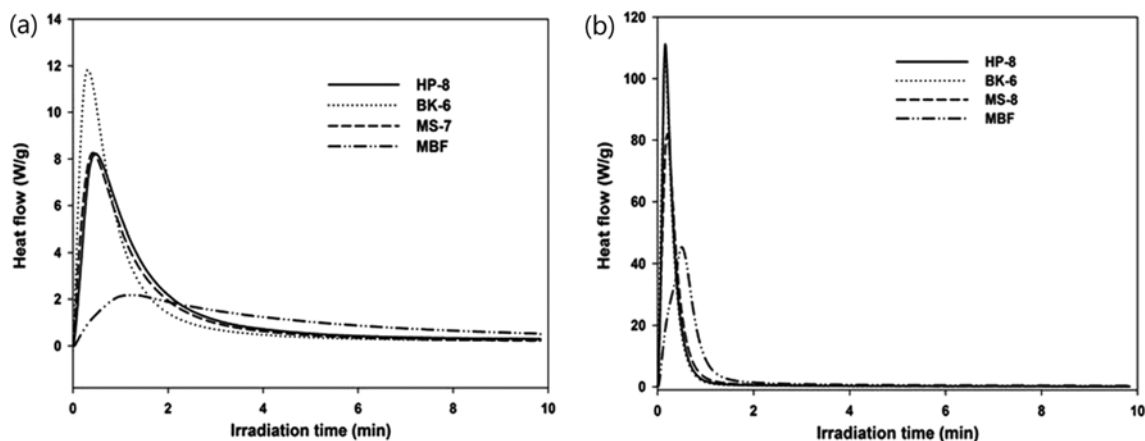 (a)
14
12
10
8
6
4
2
0
Heat flow (W/g)
HP-8
BK-6
MS-7
MBF
0 2 4 6 8 10
Irradiation time (min)
(b)
120
100
80
60
40
20
0
Heat flow (W/g)
HP-8
BK-6
MS-8
MBF
0 2 4 6 8 10
Irradiation time (min)